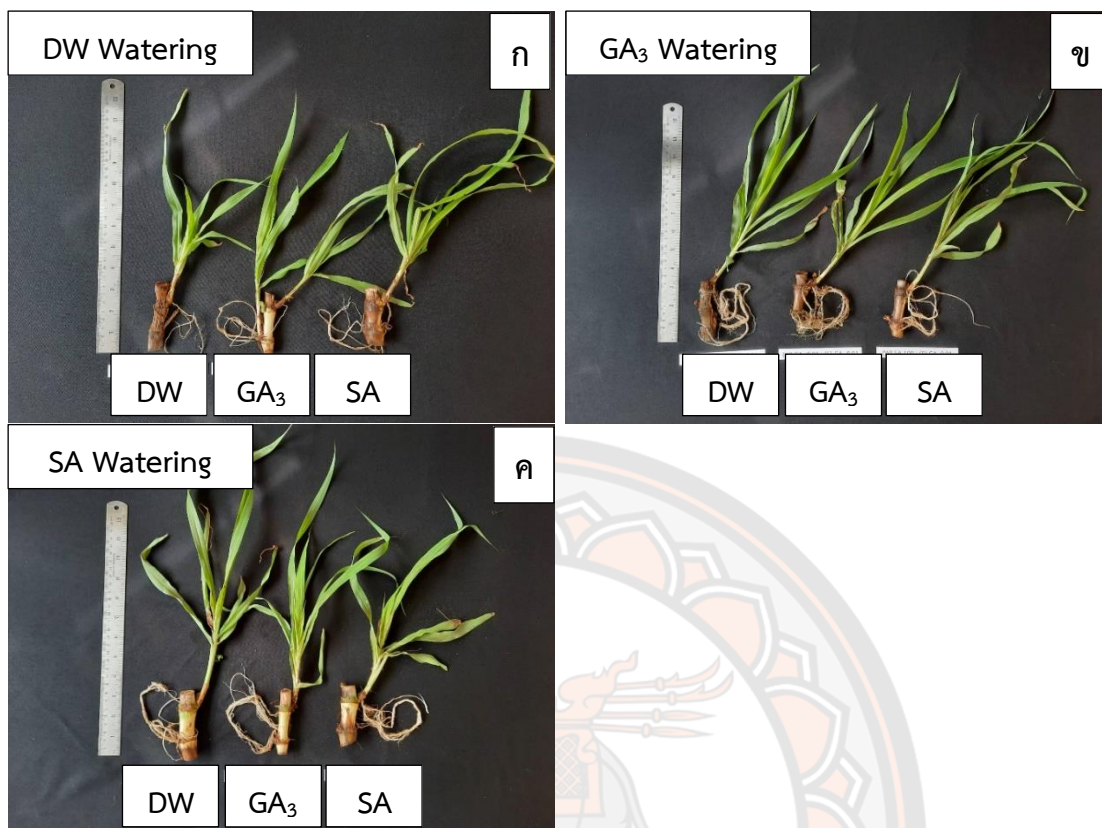 DW Watering
ก
DW
GA₃
SA
GA₃ Watering
ข
DW
GA₃
SA
SA Watering
ค
DW
GA₃
SA